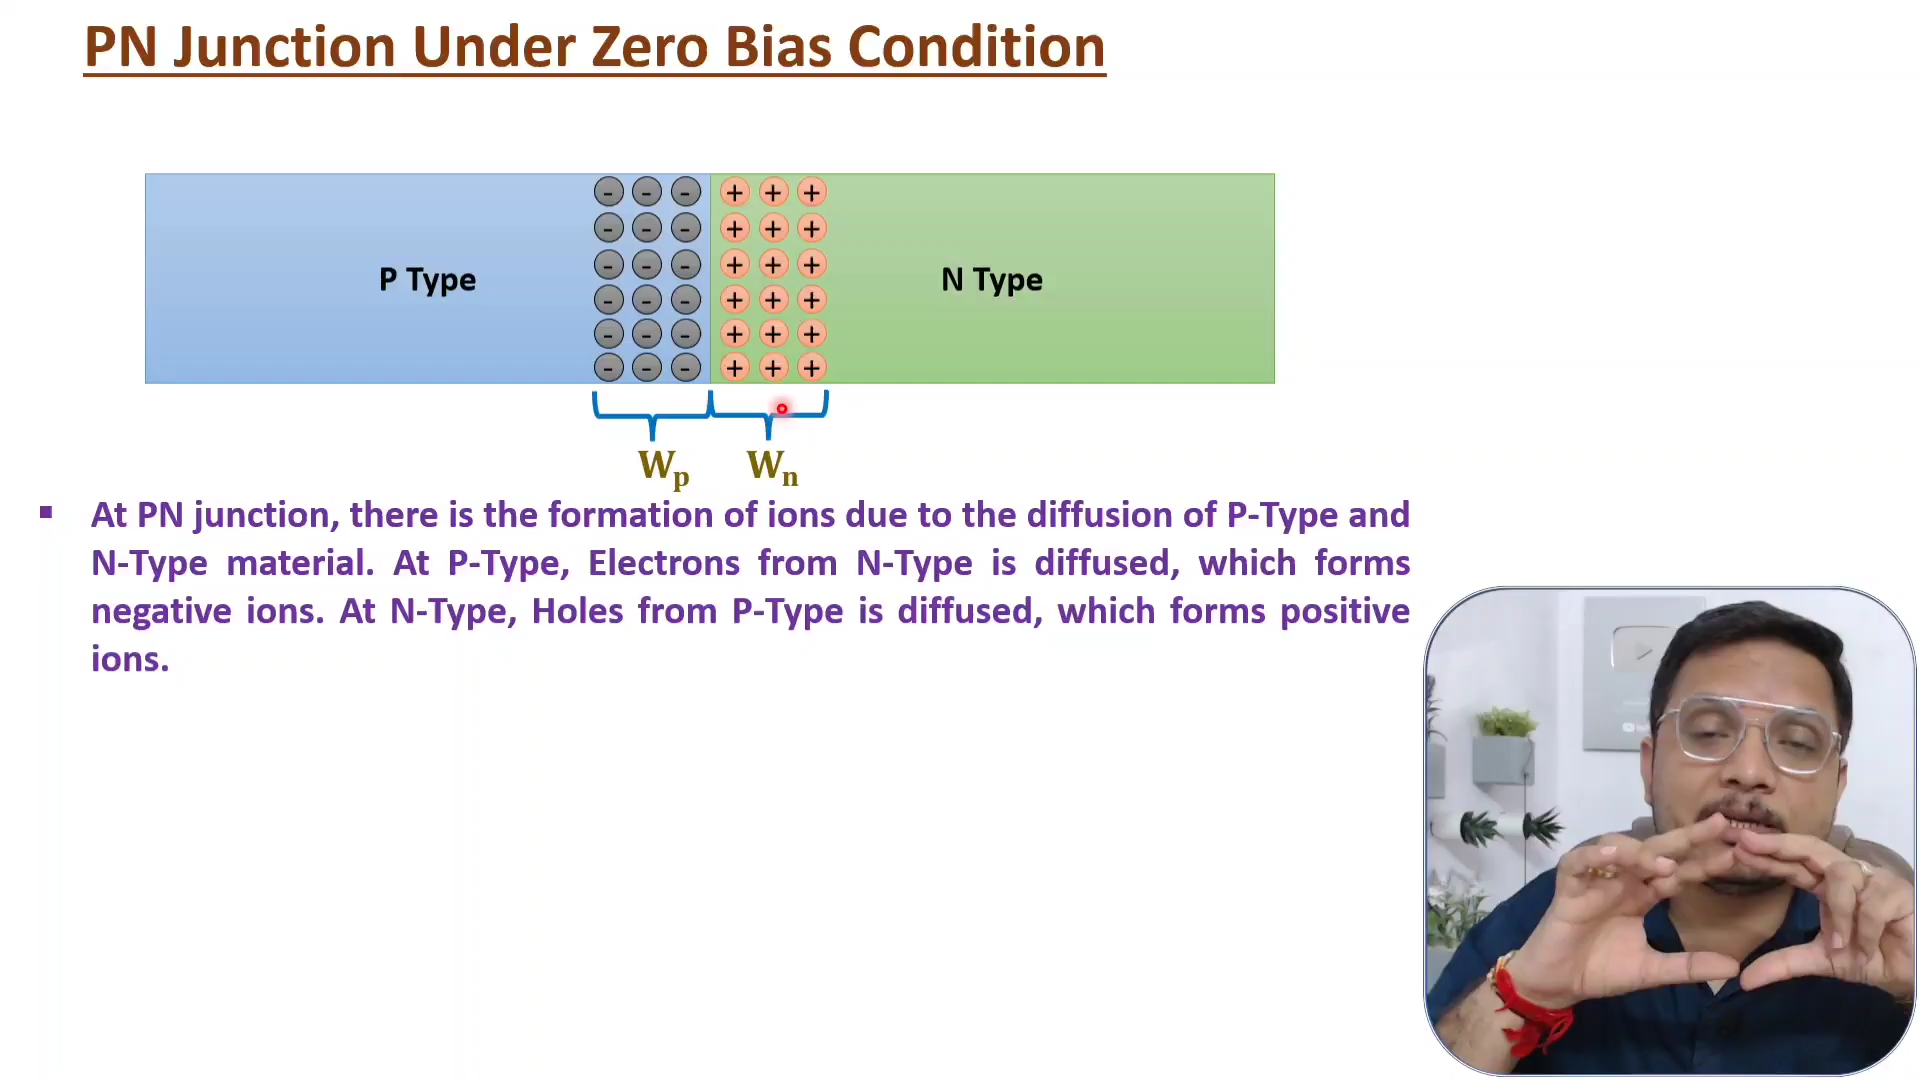 PN Junction Under Zero Bias Condition
P Type
N Type
Wp
Wn
▪ At PN junction, there is the formation of ions due to the diffusion of P-Type and
N-Type material. At P-Type, Electrons from N-Type is diffused, which forms
negative ions. At N-Type, Holes from P-Type is diffused, which forms positive
ions.